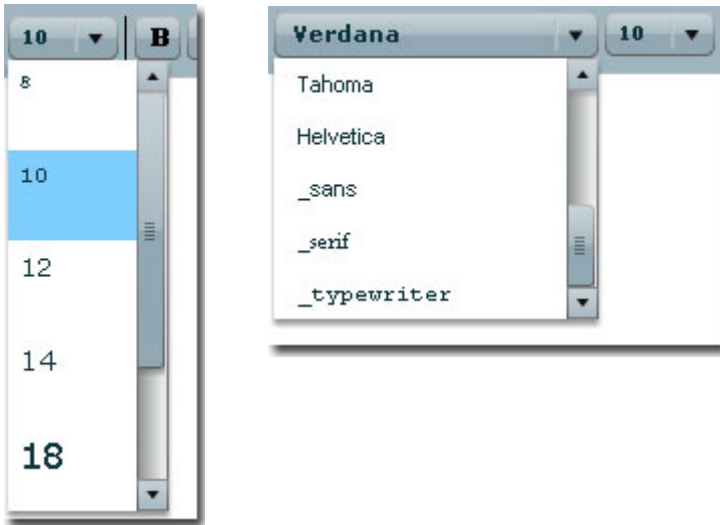 10 B
8
10
12
14
18
Verdana 10
Tahoma
Helvetica
_sans
_serif
_typewriter